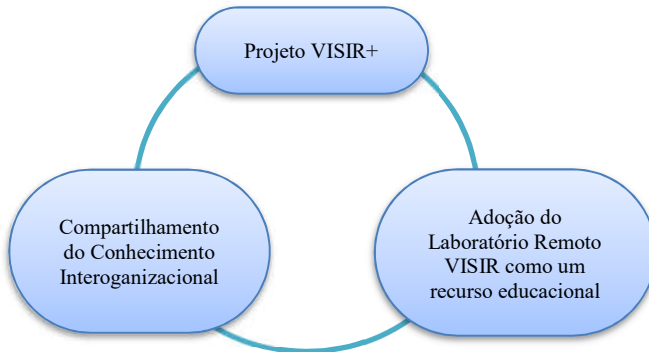 Projeto VISIR+
Compartilhamento
do Conhecimento
Interoganizacional
Adoção do
Laboratório Remoto
VISIR como um
recurso educacional